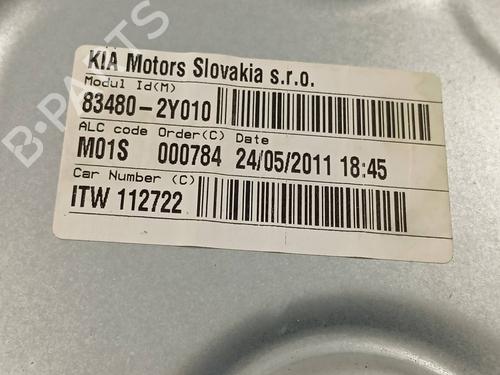 KIA Motors Slovakia s.r.o.
Modul Id(M)
83480-2Y010
ALC code Order(C) Date
M01S 000784 24/05/2011 18:45
Car Number (C)
ITW 112722
B-PARTS